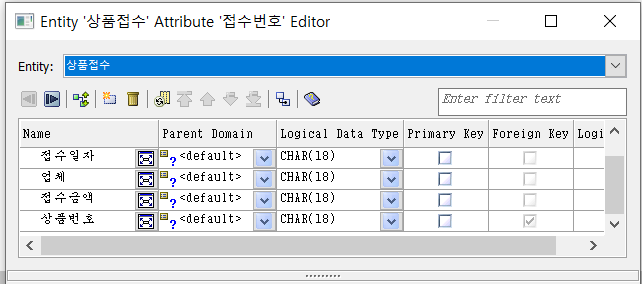 Entity '상품접수' Attribute '접수번호' Editor
Entity: 상품접수
Enter filter text
Name Parent Domain Logical Data Type Primary Key Foreign Key Logi
접수일자 <default> CHAR(18)
업체 <default> CHAR(18)
접수금액 <default> CHAR(18)
상품번호 <default> CHAR(18)